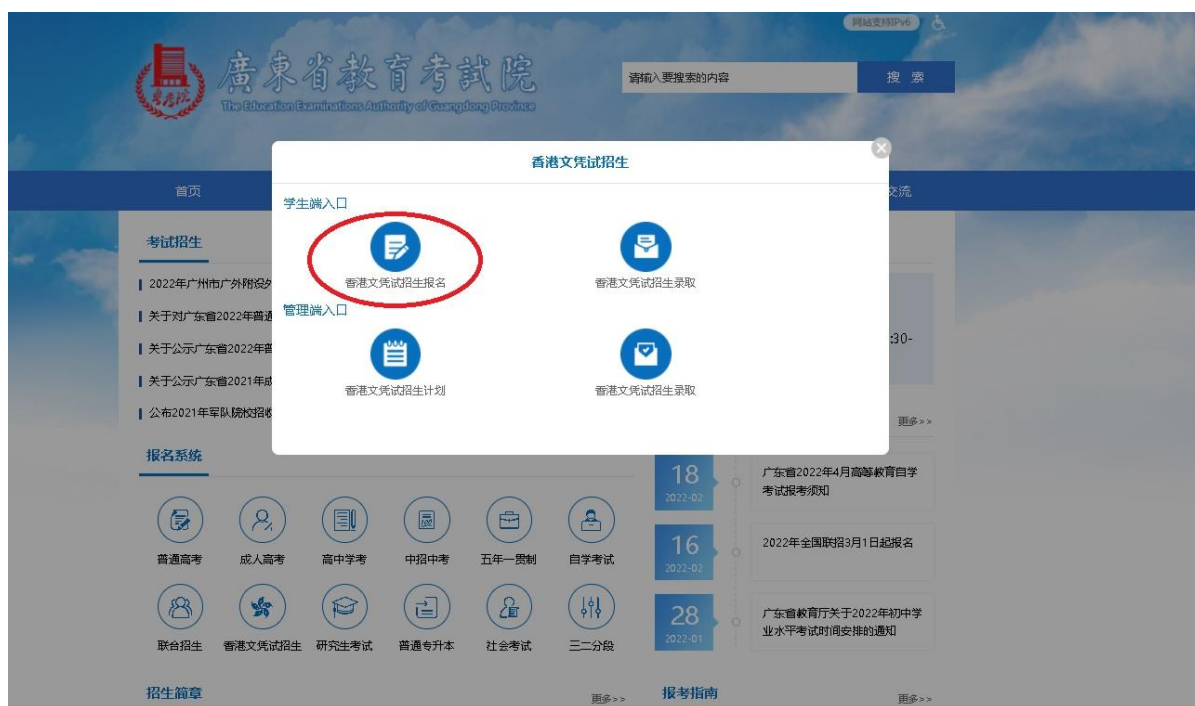 网站支持IPv6
廣東省教育考試院
The Education Examinations Authority of Guangdong Province
请输入要搜索的内容
搜 索
粤考院
香港文凭试招生
首页
交流
学生端入口
香港文凭试招生报名
香港文凭试招生录取
管理端入口
香港文凭试招生计划
香港文凭试招生录取
考试招生
2022年广州市广外附设外
关于对广东省2022年普通
关于公示广东省2022年普
关于公示广东省2021年成
公布2021年军队院校招收
:30-
更多>>
报名系统
普通高考
成人高考
高中学考
中招中考
五年一贯制
自学考试
联合招生
香港文凭试招生
研究生考试
普通专升本
社会考试
三二分段
18
2022-02
广东省2022年4月高等教育自学
考试报考须知
16
2022-02
2022年全国联招3月1日起报名
28
2022-01
广东省教育厅关于2022年初中学
业水平考试时间安排的通知
招生简章
更多>>
报考指南
更多>>